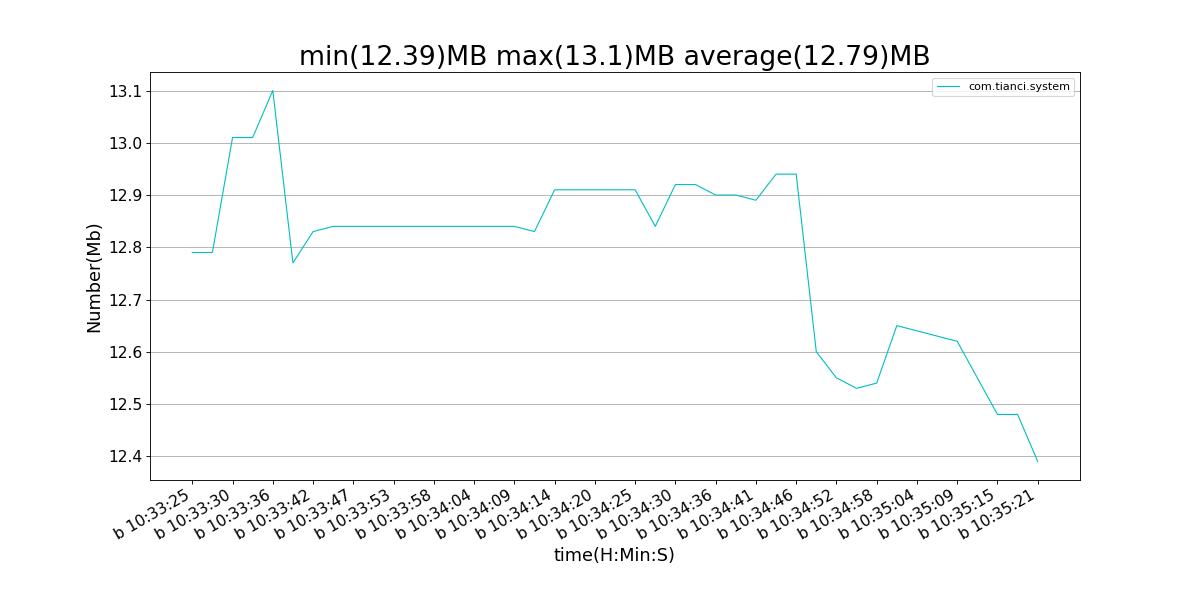 min(12.39)MB max(13.1)MB average(12.79)MB
com.tianci.system
13.1
13.0
12.9
12.8
12.7
12.6
12.5
12.4
Number(Mb)
b 10:33:25
b 10:33:30
b 10:33:36
b 10:33:42
b 10:33:47
b 10:33:53
b 10:33:58
b 10:34:04
b 10:34:09
b 10:34:14
b 10:34:20
b 10:34:25
b 10:34:30
b 10:34:36
b 10:34:41
b 10:34:46
b 10:34:52
b 10:34:58
b 10:35:04
b 10:35:09
b 10:35:15
b 10:35:21
time(H:Min:S)